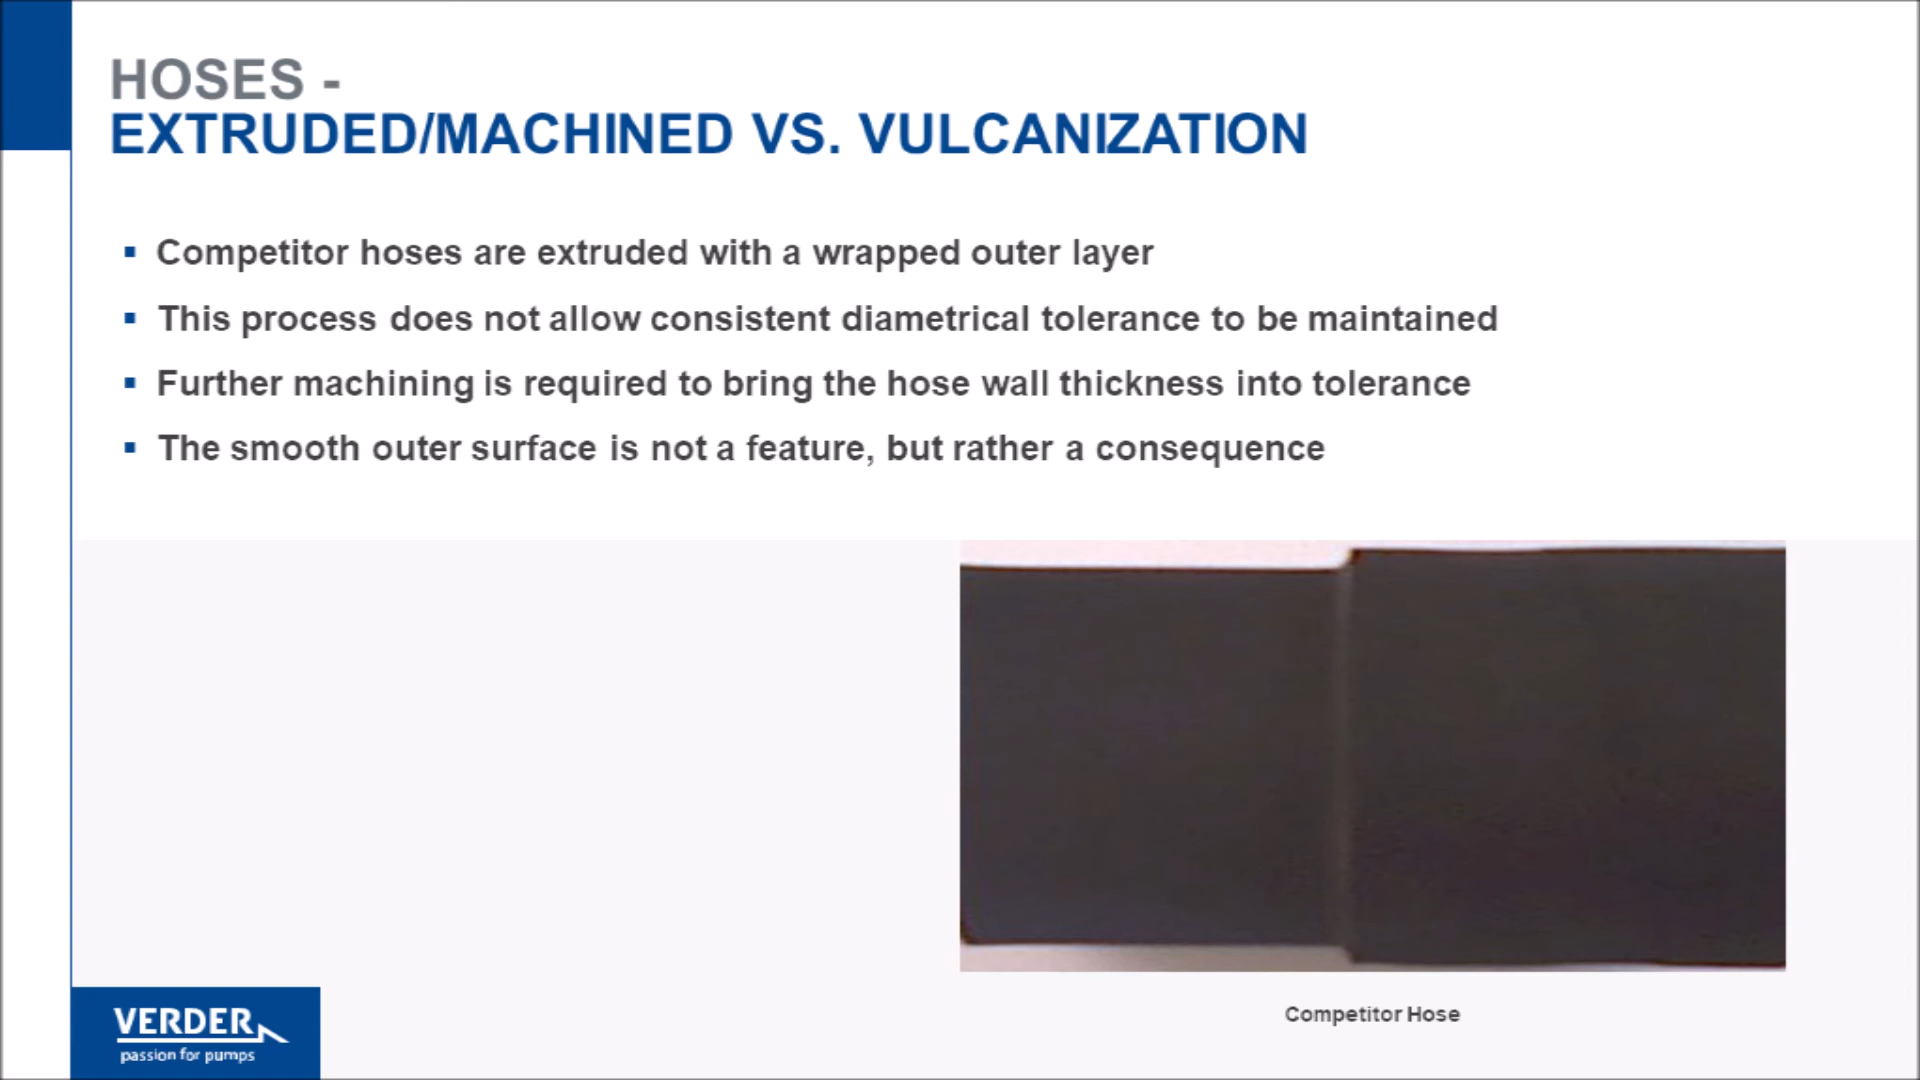 HOSES -
EXTRUDED/MACHINED VS. VULCANIZATION
▪ Competitor hoses are extruded with a wrapped outer layer
▪ This process does not allow consistent diametrical tolerance to be maintained
▪ Further machining is required to bring the hose wall thickness into tolerance
▪ The smooth outer surface is not a feature, but rather a consequence
Competitor Hose
VERDER
passion for pumps